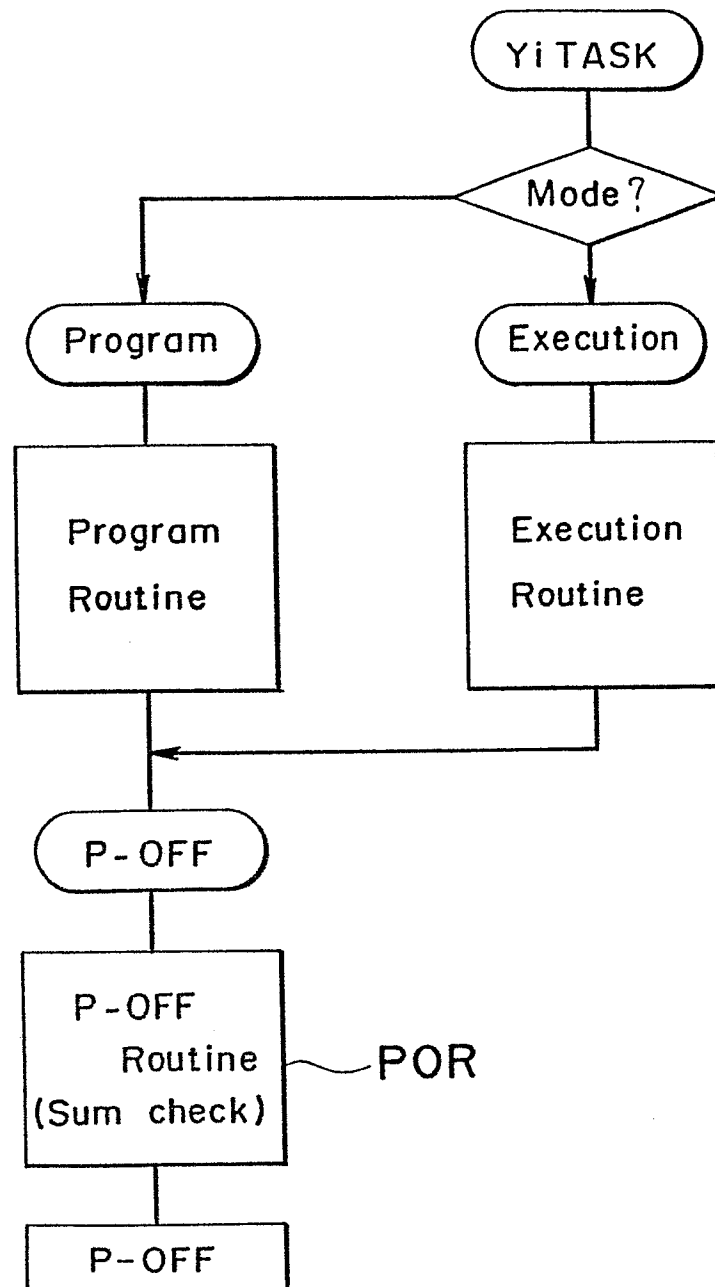 Yi TASK
Mode?
Program
Execution
Program
Routine
Execution
Routine
P-OFF
P-OFF
Routine
(Sum check)
POR
P-OFF